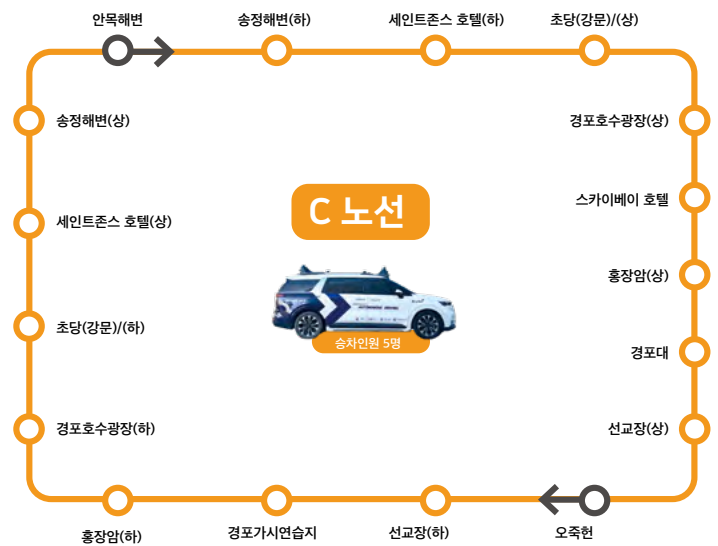 안목해변
송정해변(하)
세인트존스 호텔(하)
초당(강문)/(상)
송정해변(상)
경포호수광장(상)
C 노선
스카이베이 호텔
세인트존스 호텔(상)
홍장암(상)
초당(강문)/(하)
승차인원 5명
경포대
경포호수광장(하)
선교장(상)
홍장암(하)
경포가시연습지
선교장(하)
오죽헌